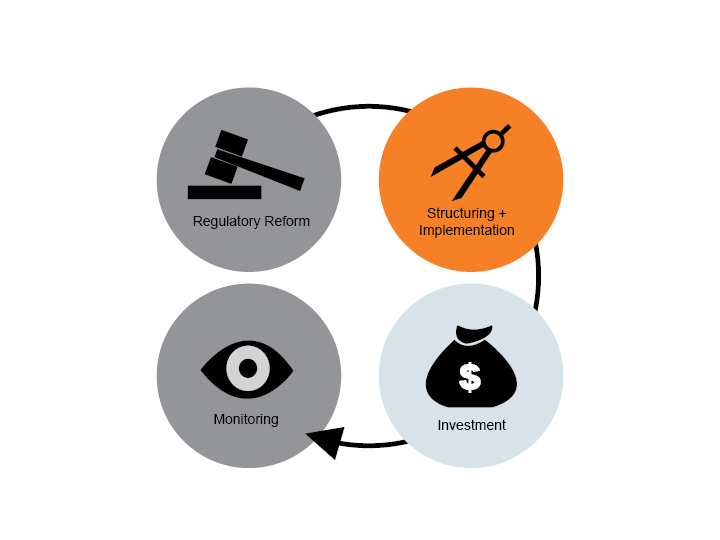 Regulatory Reform
Structuring +
Implementation
Monitoring
$
Investment